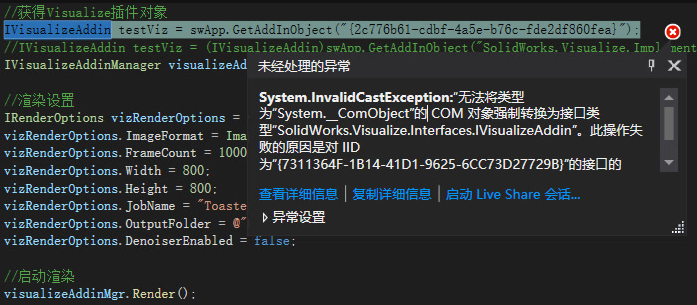 //获得Visualize插件对象
IVisualizeAddin testViz = swApp.GetAddInObject("{2c776b61-cdbf-4a5e-b76c-fde2df860fea}");
//IVisualizeAddin testViz = (IVisualizeAddin)swApp.GetAddInObject("SolidWorks.Visualize.Impl
ement
IVisualizeAddinManager visualizeAd
未经处理的异常
System.InvalidCastException:“无法将类型
为“System.__ComObject”的 COM 对象强制转换为接口类
型“SolidWorks.Visualize.Interfaces.IVisualizeAddin”。此操作失
败的原因是对 IID
为“{7311364F-1B14-41D1-9625-6CC73D27729B}”的接口的
查看详细信息 | 复制详细信息 | 启动 Live Share 会话...
异常设置
//渲染设置
IRenderOptions vizRenderOptions =
vizRenderOptions.ImageFormat = Ima
vizRenderOptions.FrameCount = 1000
vizRenderOptions.Width = 800;
vizRenderOptions.Height = 800;
vizRenderOptions.JobName = "Toaste
vizRenderOptions.OutputFolder = @"
vizRenderOptions.DenoiserEnabled = false;
//启动渲染
visualizeAddinMgr.Render();